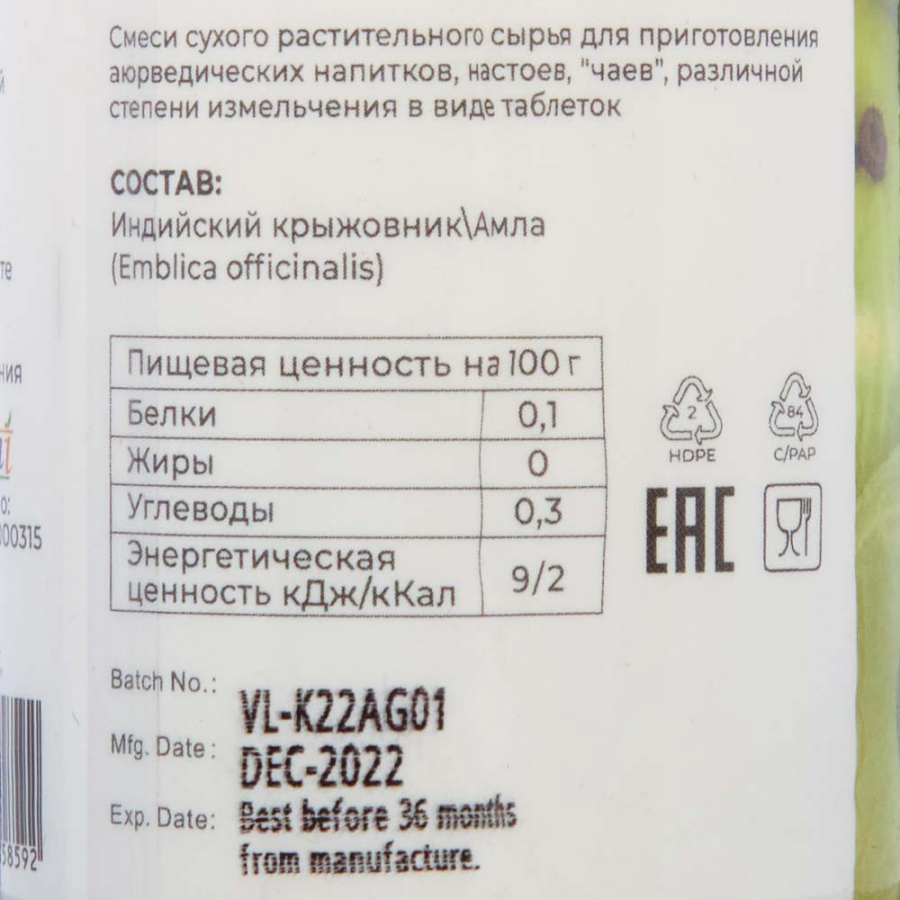 Смеси сухого растительного сырья для приготовления
аюрведических напитков, настоев, "чаев", различной
степени измельчения в виде таблеток
СОСТАВ:
Индийский крыжовник\Амла
(Emblica officinalis)
Пищевая ценность на 100 г
Белки 0,1
Жиры 0
Углеводы 0,3
Энергетическая
ценность кДж/кКал 9/2
2
HDPE
84
C/PAP
EAC
Batch No.: VL-K22AG01
Mfg. Date: DEC-2022
Exp. Date: Best before 36 months
from manufacture.
000315
58592